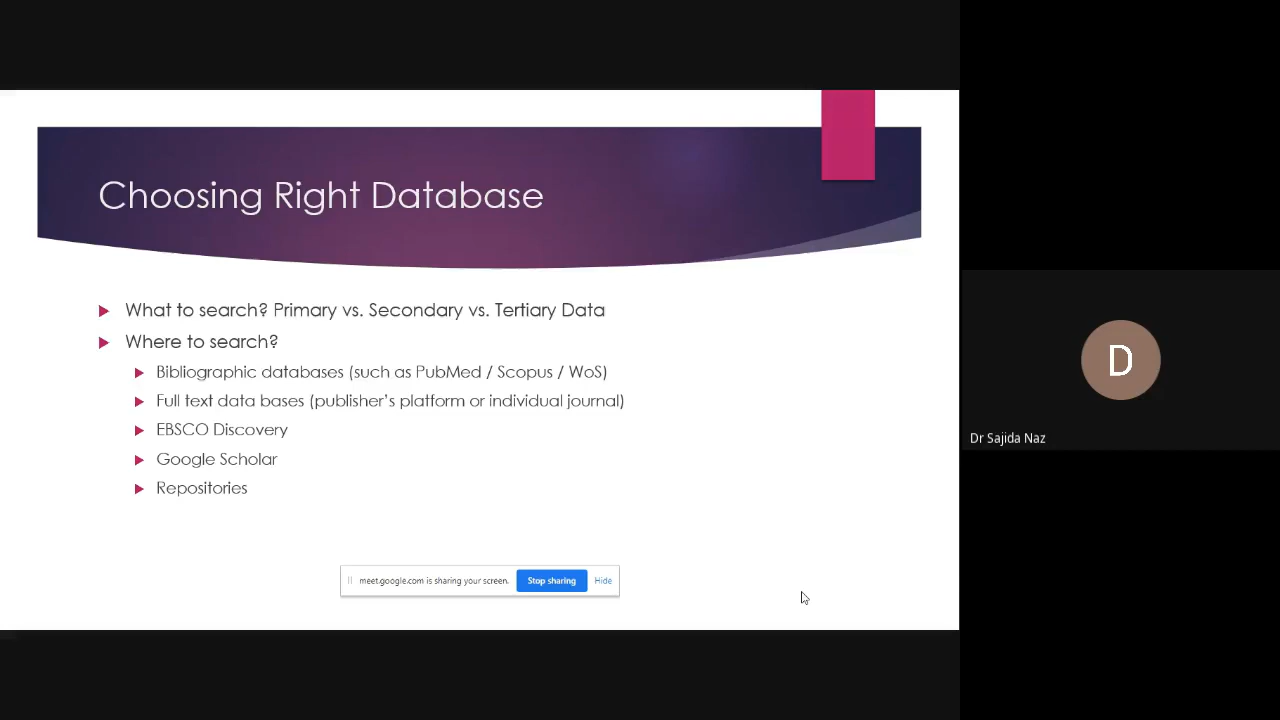 Choosing Right Database
What to search? Primary vs. Secondary vs. Tertiary Data
Where to search?
Bibliographic databases (such as PubMed / Scopus / WoS)
Full text data bases (publisher's platform or individual journal)
EBSCO Discovery
Google Scholar
Repositories
meet.google.com is sharing your screen. Stop sharing Hide
D
Dr Sajida Naz